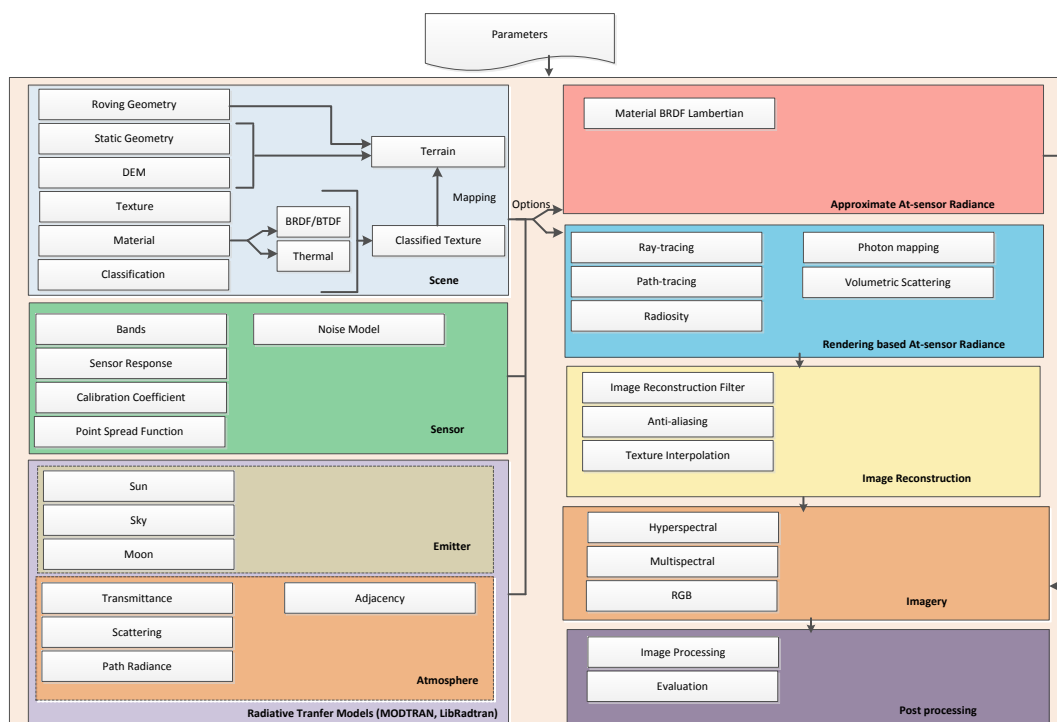 Parameters
Roving Geometry
Static Geometry
DEM
Texture
Material
Classification
BRDF/BTDF
Thermal
Terrain
Mapping
Classified Texture
Scene
Options
Bands
Noise Model
Sensor Response
Calibration Coefficient
Point Spread Function
Sensor
Sun
Sky
Moon
Emitter
Transmittance
Adjacency
Scattering
Path Radiance
Atmosphere
Radiative Tranfer Models (MODTRAN, LibRadtran)
Material BRDF Lambertian
Approximate At-sensor Radiance
Ray-tracing
Photon mapping
Path-tracing
Volumetric Scattering
Radiosity
Rendering based At-sensor Radiance
Image Reconstruction Filter
Anti-aliasing
Texture Interpolation
Image Reconstruction
Hyperspectral
Multispectral
RGB
Imagery
Image Processing
Evaluation
Post processing